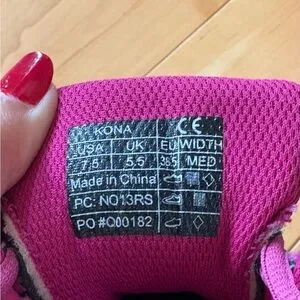 KONA CE
USA UK EU WIDTH
7.5 5.5 38.5 MED
Made in China
PC: NO13RS
PO #Q00182